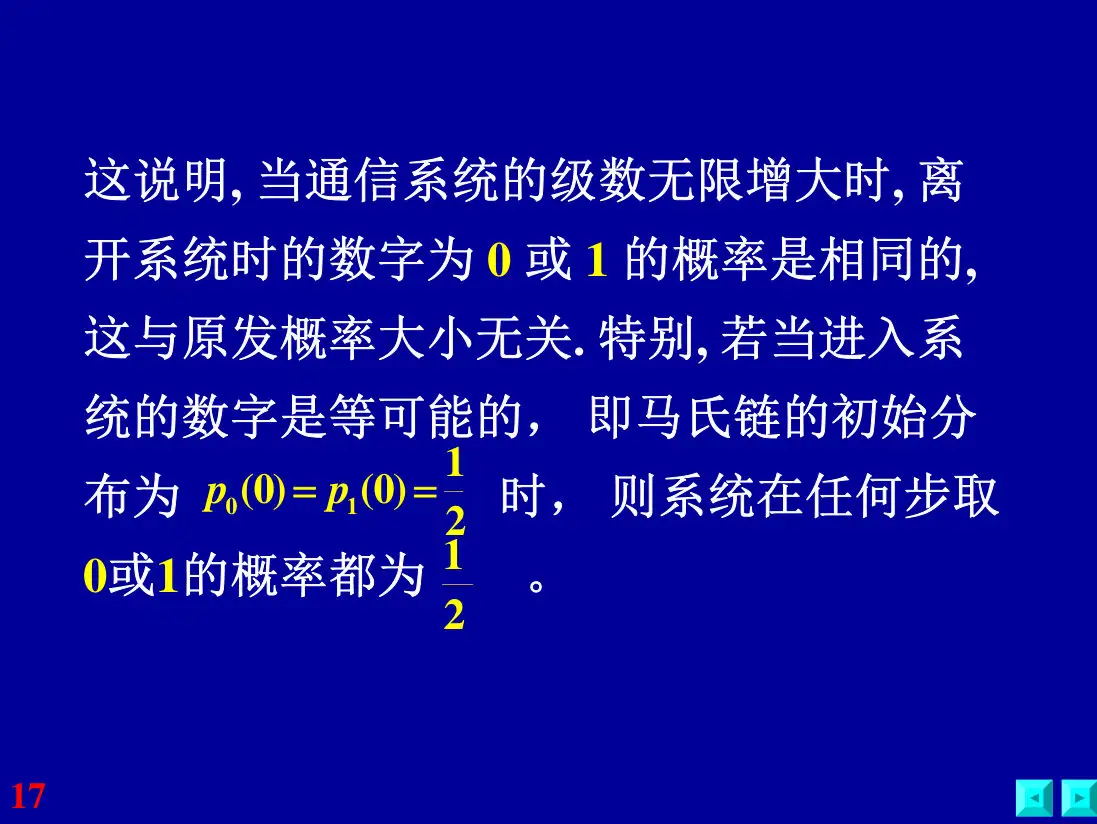 这说明, 当通信系统的级数无限增大时, 离
开系统时的数字为 0 或 1 的概率是相同的,
这与原发概率大小无关. 特别, 若当进入系
统的数字是等可能的， 即马氏链的初始分
布为 p₀(0) = p₁(0) = 1/2 时， 则系统在任何步取
0或1的概率都为 1/2 。
17